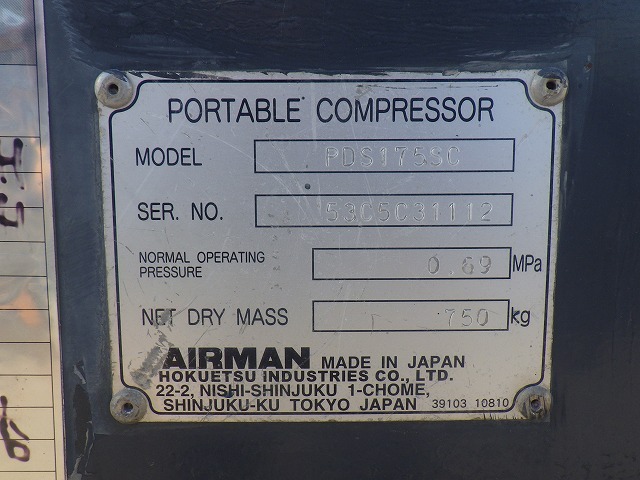 PORTABLE COMPRESSOR
MODEL PDS175SC
SER. NO. 53C5C31112
NORMAL OPERATING
PRESSURE 0.69 MPa
NET DRY MASS 750 kg
AIRMAN MADE IN JAPAN
HOKUETSU INDUSTRIES CO., LTD.
22-2, NISHI-SHINJUKU 1-CHOME,
SHINJUKU-KU TOKYO JAPAN 39103 10810